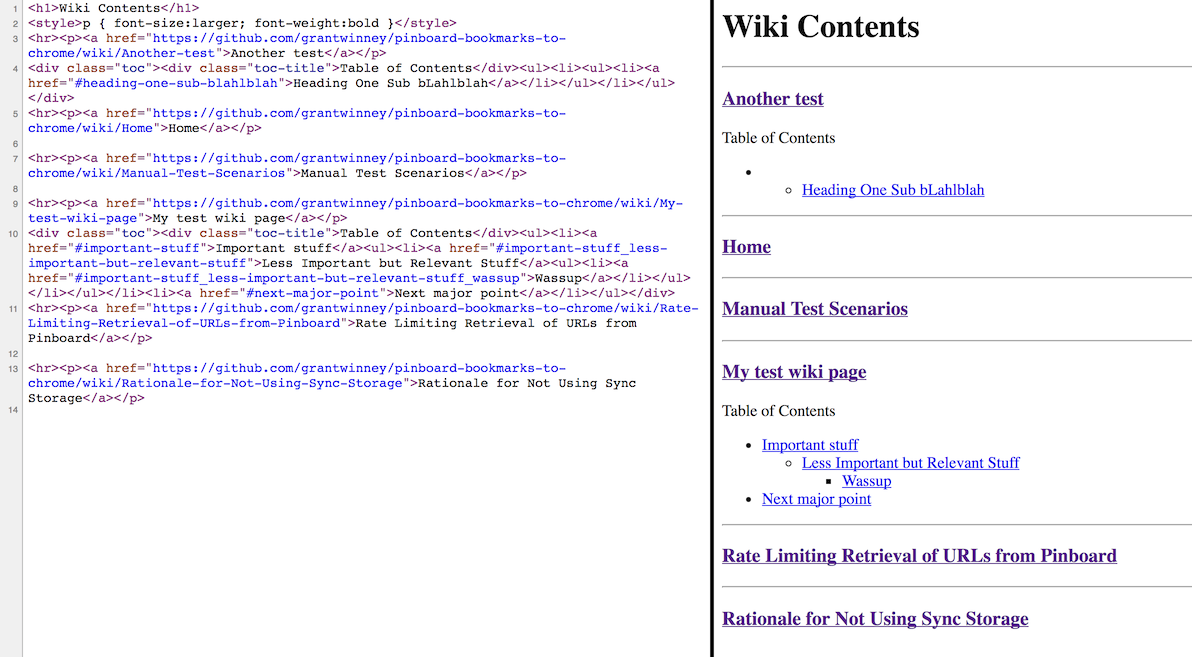 1 <h1>Wiki Contents</h1>
2 <style>p { font-size:larger; font-weight:bold }</style>
3 <hr><p><a href="https://github.com/grantwinney/pinboard-bookmarks-to-
chrome/wiki/Another-test">Another test</a></p>
4 <div class="toc"><div class="toc-title">Table of Contents</div><ul><li><ul><li><a
href="#heading-one-sub-blahlblah">Heading One Sub bLahlblah</a></li></ul></li></ul>
</div>
5 <hr><p><a href="https://github.com/grantwinney/pinboard-bookmarks-to-
chrome/wiki/Home">Home</a></p>
6
7 <hr><p><a href="https://github.com/grantwinney/pinboard-bookmarks-to-
chrome/wiki/Manual-Test-Scenarios">Manual Test Scenarios</a></p>
8
9 <hr><p><a href="https://github.com/grantwinney/pinboard-bookmarks-to-chrome/wiki/My-
test-wiki-page">My test wiki page</a></p>
10 <div class="toc"><div class="toc-title">Table of Contents</div><ul><li><a
href="#important-stuff">Important stuff</a><ul><li><a href="#important-stuff_less-
important-but-relevant-stuff">Less Important but Relevant Stuff</a><ul><li><a
href="#important-stuff_less-important-but-relevant-stuff_wassup">Wassup</a></li></ul>
</li></ul></li><li><a href="#next-major-point">Next major point</a></li></ul></div>
11 <hr><p><a href="https://github.com/grantwinney/pinboard-bookmarks-to-chrome/wiki/Rate-
Limiting-Retrieval-of-URLs-from-Pinboard">Rate Limiting Retrieval of URLs from
Pinboard</a></p>
12
13 <hr><p><a href="https://github.com/grantwinney/pinboard-bookmarks-to-
chrome/wiki/Rationale-for-Not-Using-Sync-Storage">Rationale for Not Using Sync
Storage</a></p>
14
Wiki Contents
Another test
Table of Contents
Heading One Sub bLahlblah
Home
Manual Test Scenarios
My test wiki page
Table of Contents
Important stuff
Less Important but Relevant Stuff
Wassup
Next major point
Rate Limiting Retrieval of URLs from Pinboard
Rationale for Not Using Sync Storage